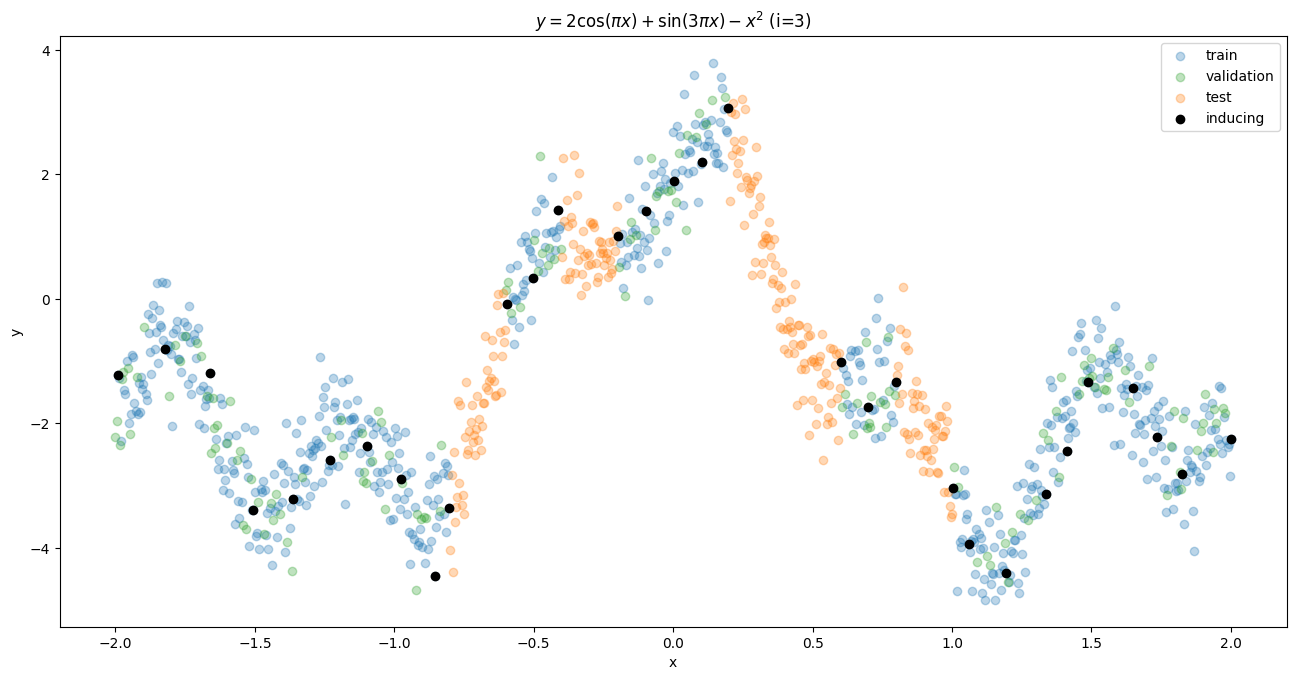 y = 2cos(πx) + sin(3πx) − x² (i=3)
train
validation
test
inducing
y
4
2
0
−2
−4
−2.0 −1.5 −1.0 −0.5 0.0 0.5 1.0 1.5 2.0
x